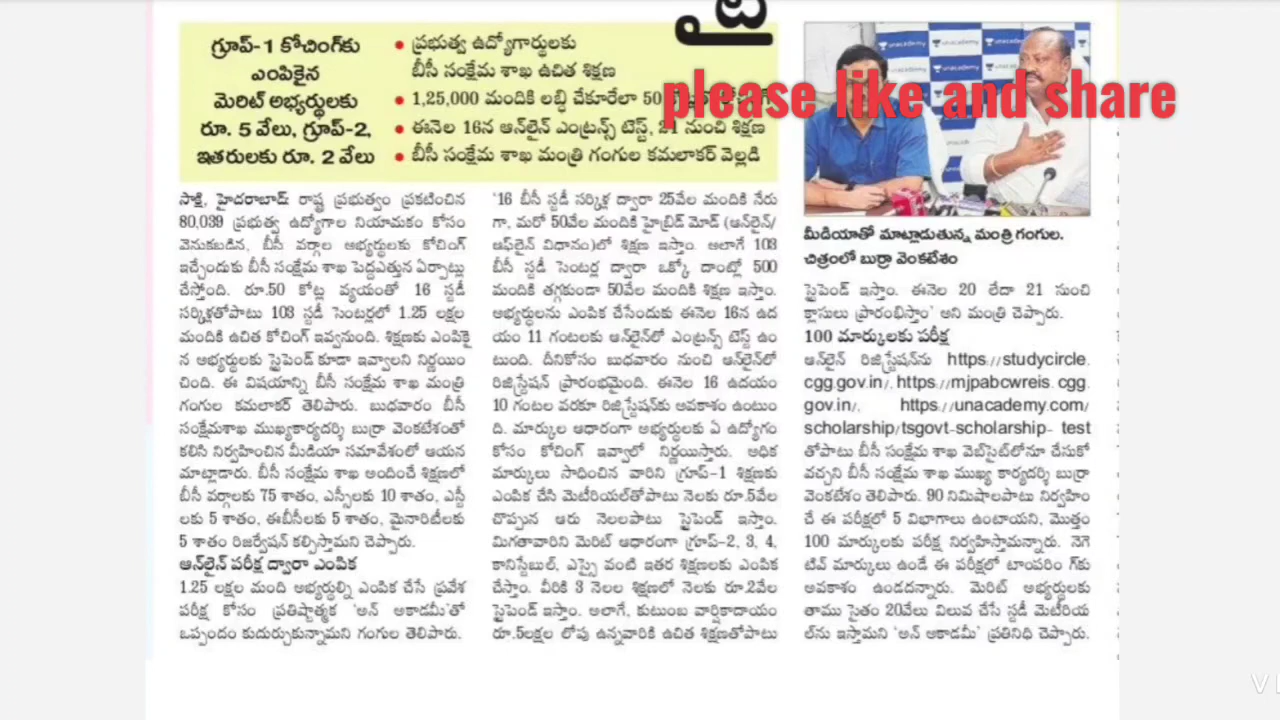 గ్రూప్-1 కోచింగ్‌కు
ఎంపికైన
మెరిట్ అభ్యర్థులకు
రూ. 5 వేలు, గ్రూప్-2,
ఇతరులకు రూ. 2 వేలు
• ప్రభుత్వ ఉద్యోగార్థులకు
బీసీ సంక్షేమ శాఖ ఉచిత శిక్షణ
• 1,25,000 మందికి లబ్ధి చేకూరేలా 50
• ఈనెల 16న ఆన్‌లైన్ ఎంట్రన్స్ టెస్ట్, 21 నుంచి శిక్షణ
• బీసీ సంక్షేమ శాఖ మంత్రి గంగుల కమలాకర్ వెల్లడి
please like and share
unacademy
unacademy
unacademy
సాక్షి, హైదరాబాద్: రాష్ట్ర ప్రభుత్వం ప్రకటించిన
80,039 ప్రభుత్వ ఉద్యోగాల నియామకం కోసం
వెనుకబడిన, బీసీ వర్గాల అభ్యర్థులకు కోచింగ్
ఇచ్చేందుకు బీసీ సంక్షేమ శాఖ పెద్దఎత్తున ఏర్పాట్లు
చేస్తోంది. రూ.50 కోట్ల వ్యయంతో 16 స్టడీ
సర్కిళ్లతోపాటు 103 స్టడీ సెంటర్లలో 1.25 లక్షల
మందికి ఉచిత కోచింగ్ ఇవ్వనుంది. శిక్షణకు ఎంపికై
న అభ్యర్థులకు స్టైపెండ్ కూడా ఇవ్వాలని నిర్ణయిం
చింది. ఈ విషయాన్ని బీసీ సంక్షేమ శాఖ మంత్రి
గంగుల కమలాకర్ తెలిపారు. బుధవారం బీసీ
సంక్షేమశాఖ ముఖ్యకార్యదర్శి బుర్రా వెంకటేశంతో
కలిసి నిర్వహించిన మీడియా సమావేశంలో ఆయన
మాట్లాడారు. బీసీ సంక్షేమ శాఖ అందించే శిక్షణలో
బీసీ వర్గాలకు 75 శాతం, ఎస్సీలకు 10 శాతం, ఎస్టీ
లకు 5 శాతం, ఈబీసీలకు 5 శాతం, మైనారిటీలకు
5 శాతం రిజర్వేషన్ కల్పిస్తామని చెప్పారు.
ఆన్‌లైన్ పరీక్ష ద్వారా ఎంపిక
1.25 లక్షల మంది అభ్యర్థుల్ని ఎంపిక చేసే ప్రవేశ
పరీక్ష కోసం ప్రతిష్టాత్మక 'అన్ అకాడమీ'తో
ఒప్పందం కుదుర్చుకున్నామని గంగుల తెలిపారు.
'16 బీసీ స్టడీ సర్కిళ్ల ద్వారా 25వేల మందికి నేరు
గా, మరో 50వేల మందికి హైబ్రిడ్ మోడ్ (ఆన్‌లైన్/
ఆఫ్‌లైన్ విధానం)లో శిక్షణ ఇస్తాం. అలాగే 103
బీసీ స్టడీ సెంటర్ల ద్వారా ఒక్కో దాంట్లో 500
మందికి తగ్గకుండా 50వేల మందికి శిక్షణ ఇస్తాం.
అభ్యర్థులను ఎంపిక చేసేందుకు ఈనెల 16న ఉద
యం 11 గంటలకు ఆన్‌లైన్‌లో ఎంట్రన్స్ టెస్ట్ ఉం
టుంది. దీనికోసం బుధవారం నుంచి ఆన్‌లైన్‌లో
రిజిస్ట్రేషన్ ప్రారంభమైంది. ఈనెల 16 ఉదయం
10 గంటల వరకూ రిజిస్ట్రేషన్‌కు అవకాశం ఉంటుం
ది. మార్కుల ఆధారంగా అభ్యర్థులకు ఏ ఉద్యోగం
కోసం కోచింగ్ ఇవ్వాలో నిర్ణయిస్తారు. అధిక
మార్కులు సాధించిన వారిని గ్రూప్-1 శిక్షణకు
ఎంపిక చేసి మెటీరియల్‌తోపాటు నెలకు రూ.5వేల
చొప్పున ఆరు నెలలపాటు స్టైపెండ్ ఇస్తాం.
మిగతావారిని మెరిట్ ఆధారంగా గ్రూప్-2, 3, 4,
కానిస్టేబుల్, ఎస్సై వంటి ఇతర శిక్షణలకు ఎంపిక
చేస్తాం. వీరికి 3 నెలల శిక్షణలో నెలకు రూ.2వేల
స్టైపెండ్ ఇస్తాం. అలాగే, కుటుంబ వార్షికాదాయం
రూ.5లక్షల లోపు ఉన్నవారికి ఉచిత శిక్షణతోపాటు
మీడియాతో మాట్లాడుతున్న మంత్రి గంగుల.
చిత్రంలో బుర్రా వెంకటేశం
స్టైపెండ్ ఇస్తాం. ఈనెల 20 లేదా 21 నుంచి
క్లాసులు ప్రారంభిస్తాం' అని మంత్రి చెప్పారు.
100 మార్కులకు పరీక్ష
ఆన్‌లైన్ రిజిస్ట్రేషన్‌ను https://studycircle.
cgg.gov.in/, https://mjpabcwreis.cgg.
gov.in/, https://unacademy.com/
scholarship/tsgovt-scholarship- test
తోపాటు బీసీ సంక్షేమ శాఖ వెబ్‌సైట్‌లోనూ చేసుకో
వచ్చని బీసీ సంక్షేమ శాఖ ముఖ్య కార్యదర్శి బుర్రా
వెంకటేశం తెలిపారు. 90 నిమిషాలపాటు నిర్వహిం
చే ఈ పరీక్షలో 5 విభాగాలు ఉంటాయని, మొత్తం
100 మార్కులకు పరీక్ష నిర్వహిస్తామన్నారు. నెగె
టివ్ మార్కులు ఉండే ఈ పరీక్షలో టాంపరింగ్‌కు
అవకాశం ఉండదన్నారు. మెరిట్ అభ్యర్థులకు
తాము సైతం 20వేలు విలువ చేసే స్టడీ మెటీరియ
ల్‌ను ఇస్తామని 'అన్ అకాడమీ' ప్రతినిధి చెప్పారు.